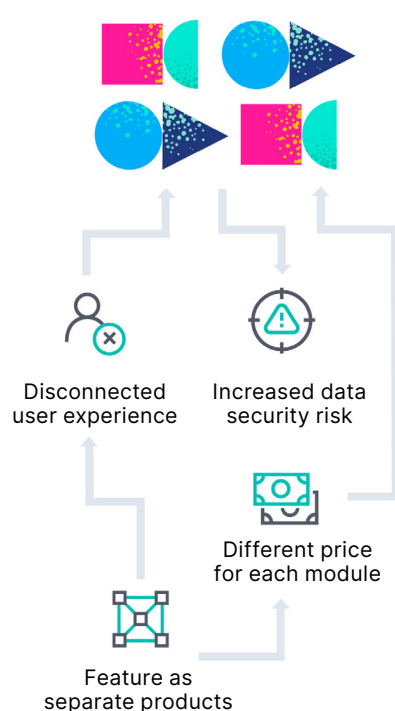 Disconnected
user experience
Increased data
security risk
Different price
for each module
Feature as
separate products